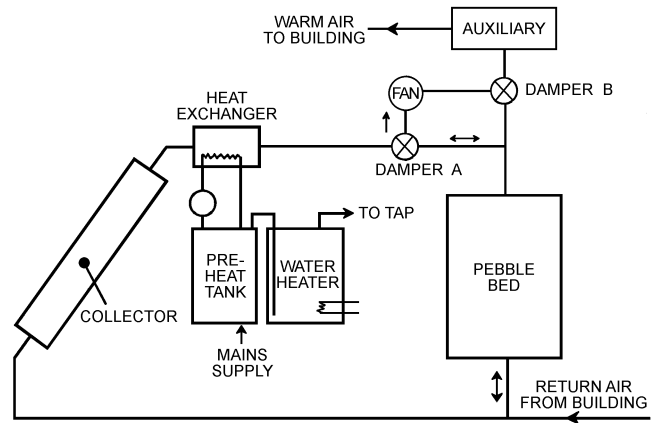 WARM AIR
TO BUILDING
AUXILIARY
FAN
DAMPER B
HEAT
EXCHANGER
DAMPER A
TO TAP
PRE-
HEAT
TANK
WATER
HEATER
PEBBLE
BED
COLLECTOR
MAINS
SUPPLY
RETURN AIR
FROM BUILDING